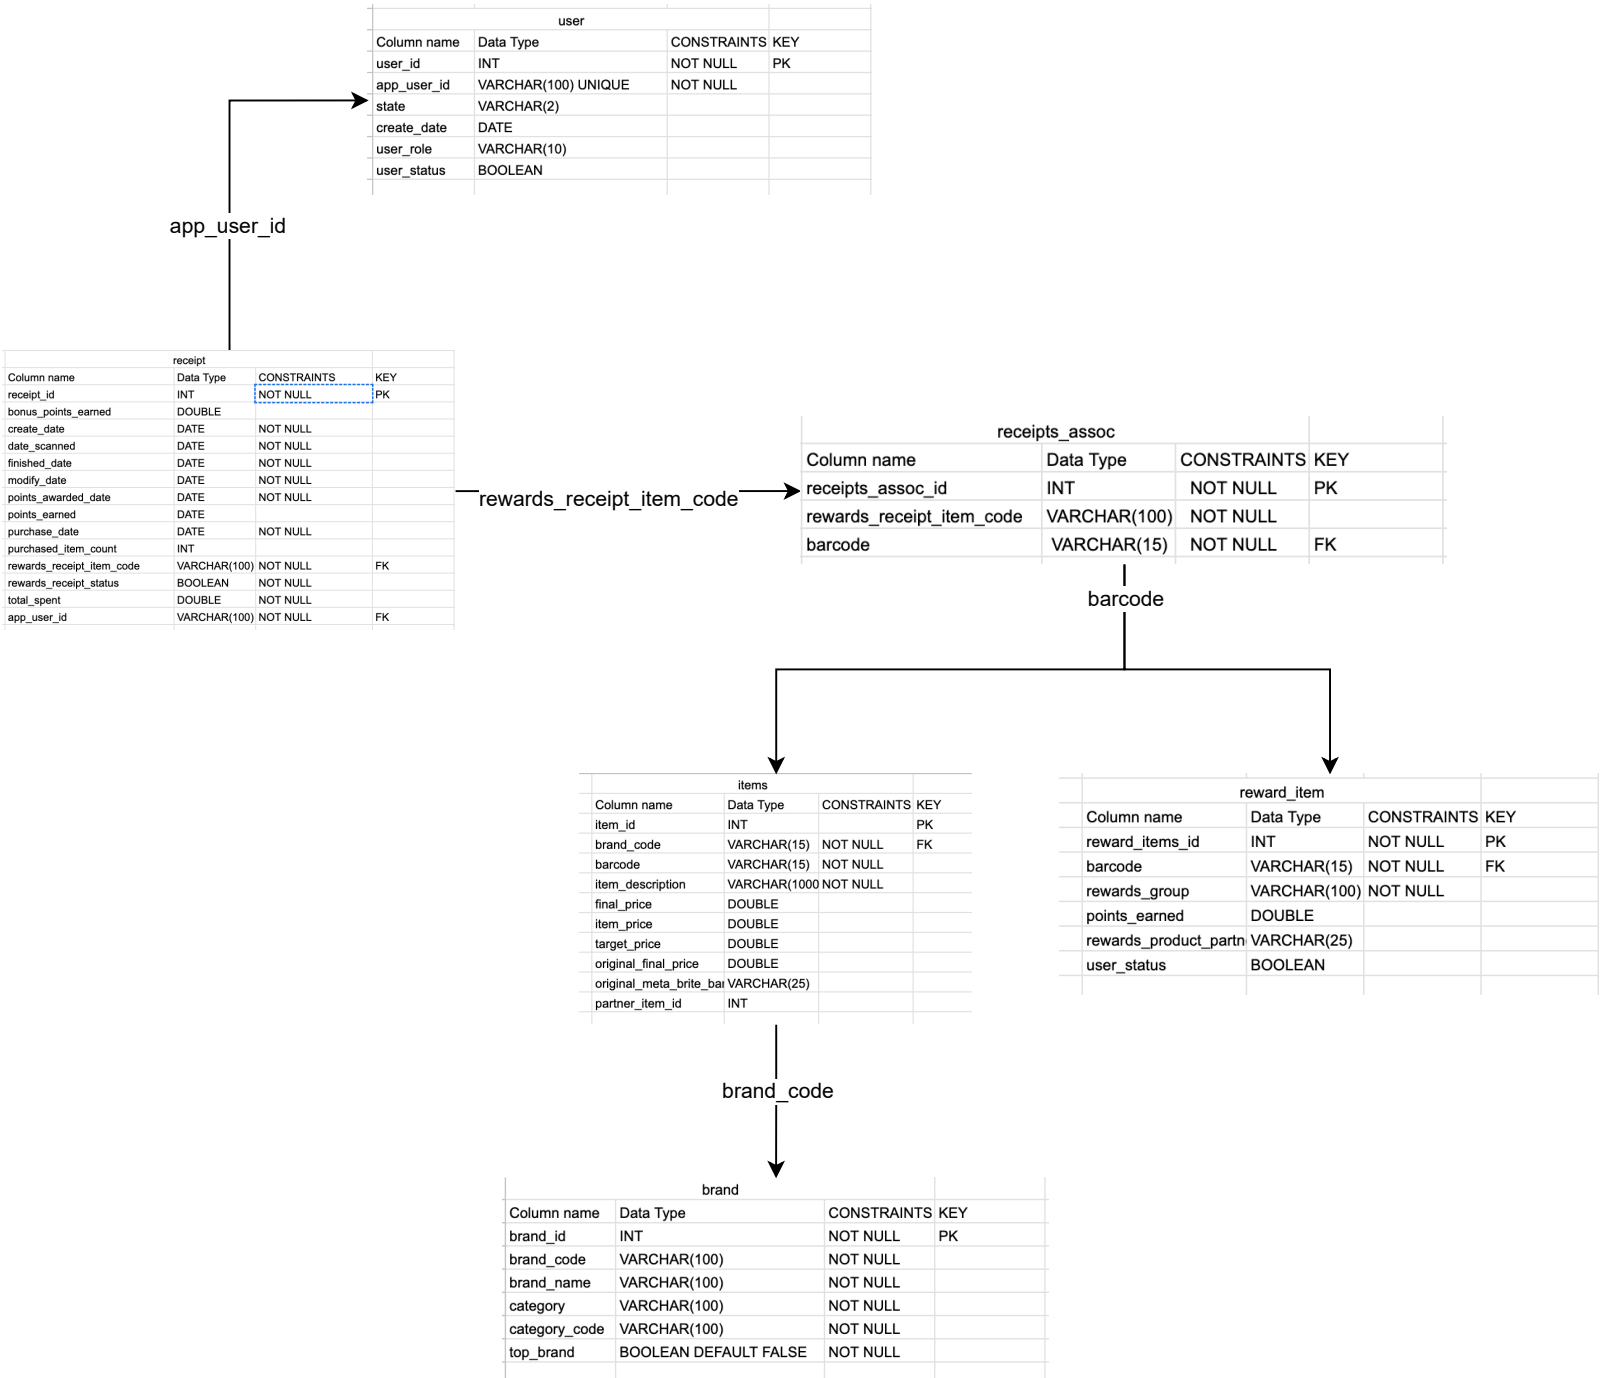 user
Column name Data Type CONSTRAINTS KEY
user_id INT NOT NULL PK
app_user_id VARCHAR(100) UNIQUE NOT NULL
state VARCHAR(2)
create_date DATE
user_role VARCHAR(10)
user_status BOOLEAN
app_user_id
receipt
Column name Data Type CONSTRAINTS KEY
receipt_id INT NOT NULL PK
bonus_points_earned DOUBLE
create_date DATE NOT NULL
date_scanned DATE NOT NULL
finished_date DATE NOT NULL
modify_date DATE NOT NULL
points_awarded_date DATE NOT NULL
points_earned DATE
purchase_date DATE NOT NULL
purchased_item_count INT
rewards_receipt_item_code VARCHAR(100) NOT NULL FK
rewards_receipt_status BOOLEAN NOT NULL
total_spent DOUBLE NOT NULL
app_user_id VARCHAR(100) NOT NULL FK
rewards_receipt_item_code
receipts_assoc
Column name Data Type CONSTRAINTS KEY
receipts_assoc_id INT NOT NULL PK
rewards_receipt_item_code VARCHAR(100) NOT NULL
barcode VARCHAR(15) NOT NULL FK
barcode
items
Column name Data Type CONSTRAINTS KEY
item_id INT PK
brand_code VARCHAR(15) NOT NULL FK
barcode VARCHAR(15) NOT NULL
item_description VARCHAR(1000 NOT NULL
final_price DOUBLE
item_price DOUBLE
target_price DOUBLE
original_final_price DOUBLE
original_meta_brite_bar VARCHAR(25)
partner_item_id INT
reward_item
Column name Data Type CONSTRAINTS KEY
reward_items_id INT NOT NULL PK
barcode VARCHAR(15) NOT NULL FK
rewards_group VARCHAR(100) NOT NULL
points_earned DOUBLE
rewards_product_partn VARCHAR(25)
user_status BOOLEAN
brand_code
brand
Column name Data Type CONSTRAINTS KEY
brand_id INT NOT NULL PK
brand_code VARCHAR(100) NOT NULL
brand_name VARCHAR(100) NOT NULL
category VARCHAR(100) NOT NULL
category_code VARCHAR(100) NOT NULL
top_brand BOOLEAN DEFAULT FALSE NOT NULL